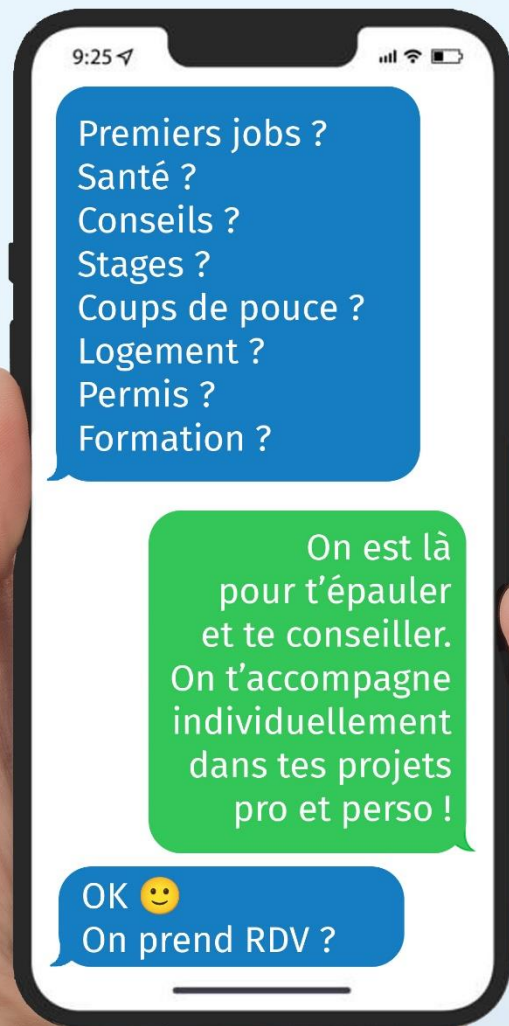 9:25
Premiers jobs ?
Santé ?
Conseils ?
Stages ?
Coups de pouce ?
Logement ?
Permis ?
Formation ?
On est là
pour t'épauler
et te conseiller.
On t'accompagne
individuellement
dans tes projets
pro et perso !
OK 🙂
On prend RDV ?